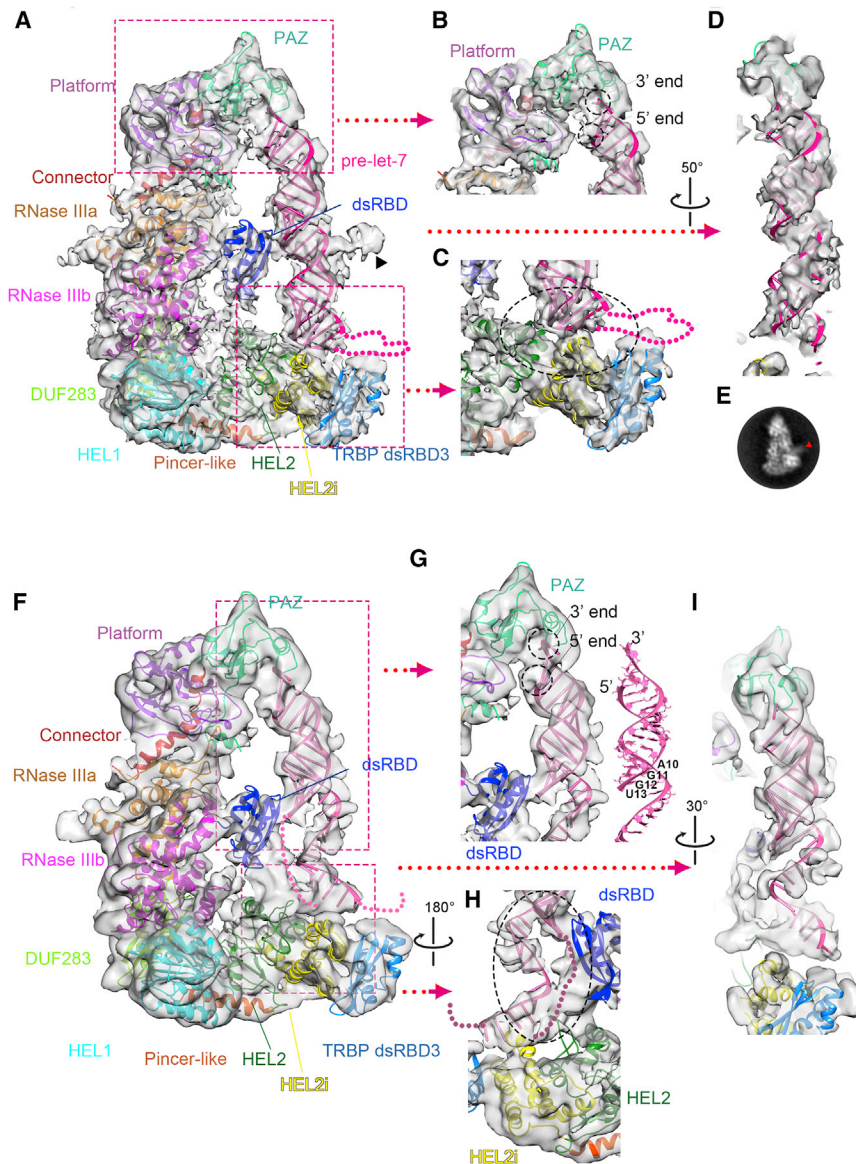 A
PAZ
Platform
pre-let-7
Connector
RNase IIIa
dsRBD
RNase IIIb
DUF283
HEL1
Pincer-like
HEL2
HEL2i
TRBP dsRBD3
B
Platform
PAZ
3’ end
5’ end
50°
C
D
E
F
PAZ
Platform
Connector
RNase IIIa
dsRBD
RNase IIIb
DUF283
HEL1
Pincer-like
HEL2
HEL2i
TRBP dsRBD3
180°
G
PAZ
3’ end
5’ end
3’
5’
A10
G11
G12
U13
dsRBD
30°
H
dsRBD
HEL2
HEL2i
I